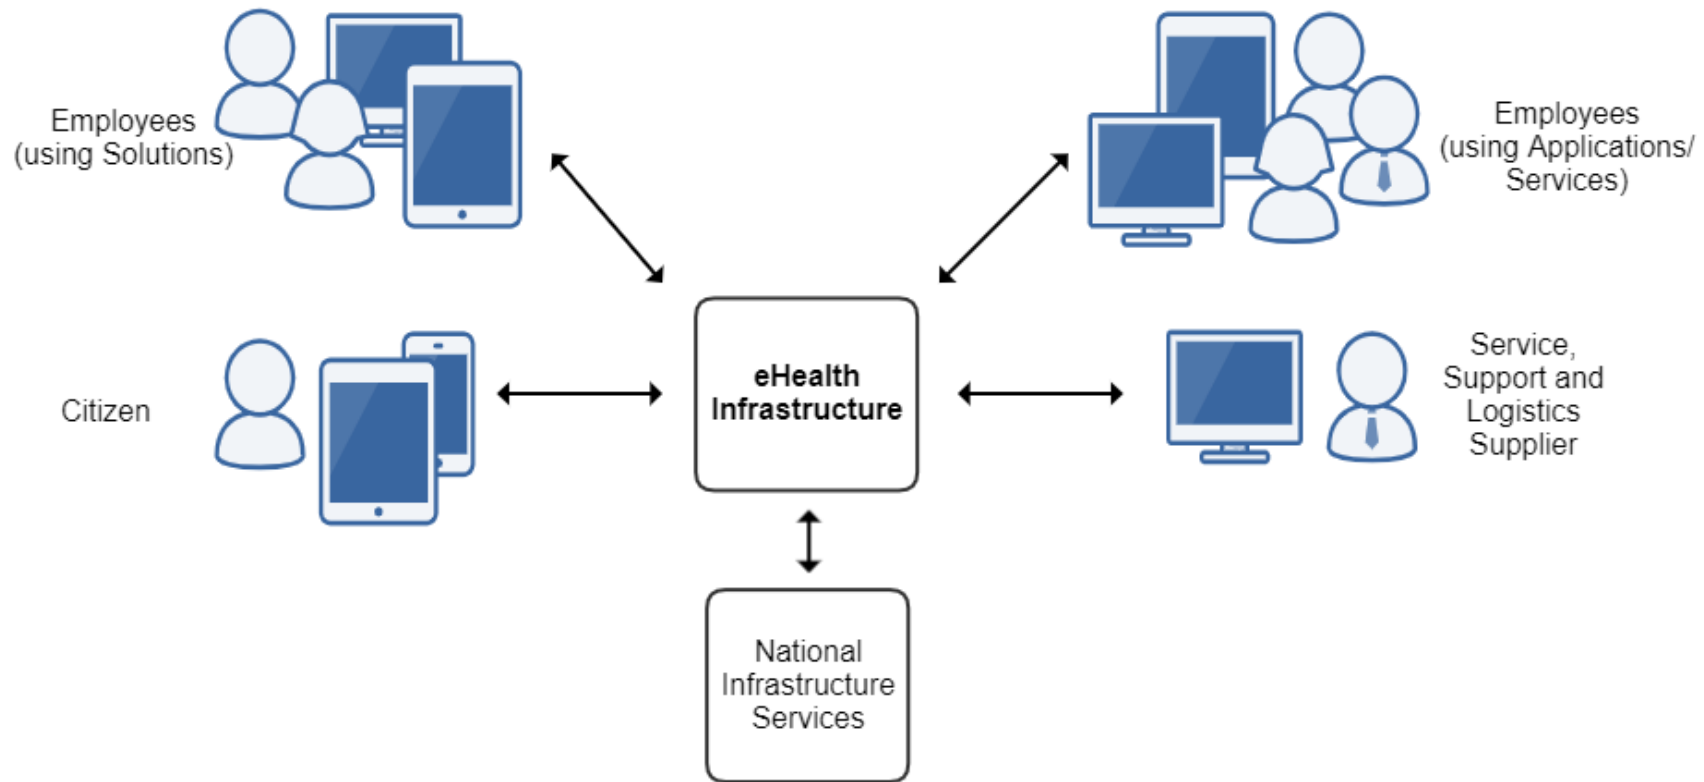 Employees
(using Solutions)
Employees
(using Applications/
Services)
Citizen
eHealth
Infrastructure
Service,
Support and
Logistics
Supplier
National
Infrastructure
Services